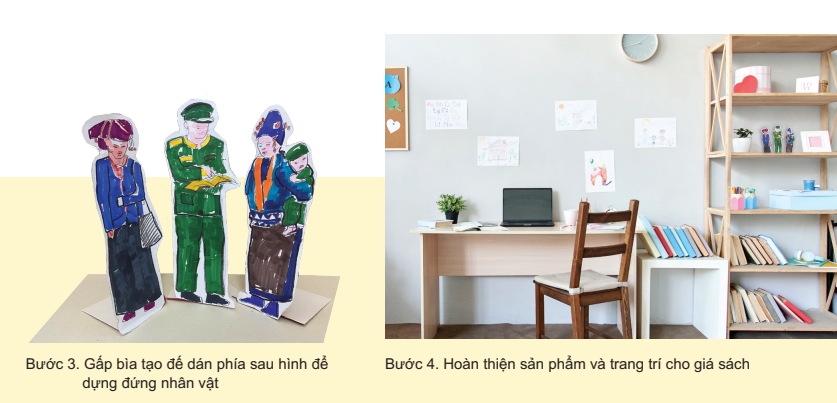 Bước 3. Gấp bìa tạo đế dán phía sau hình để
dựng đứng nhân vật
Bước 4. Hoàn thiện sản phẩm và trang trí cho giá sách